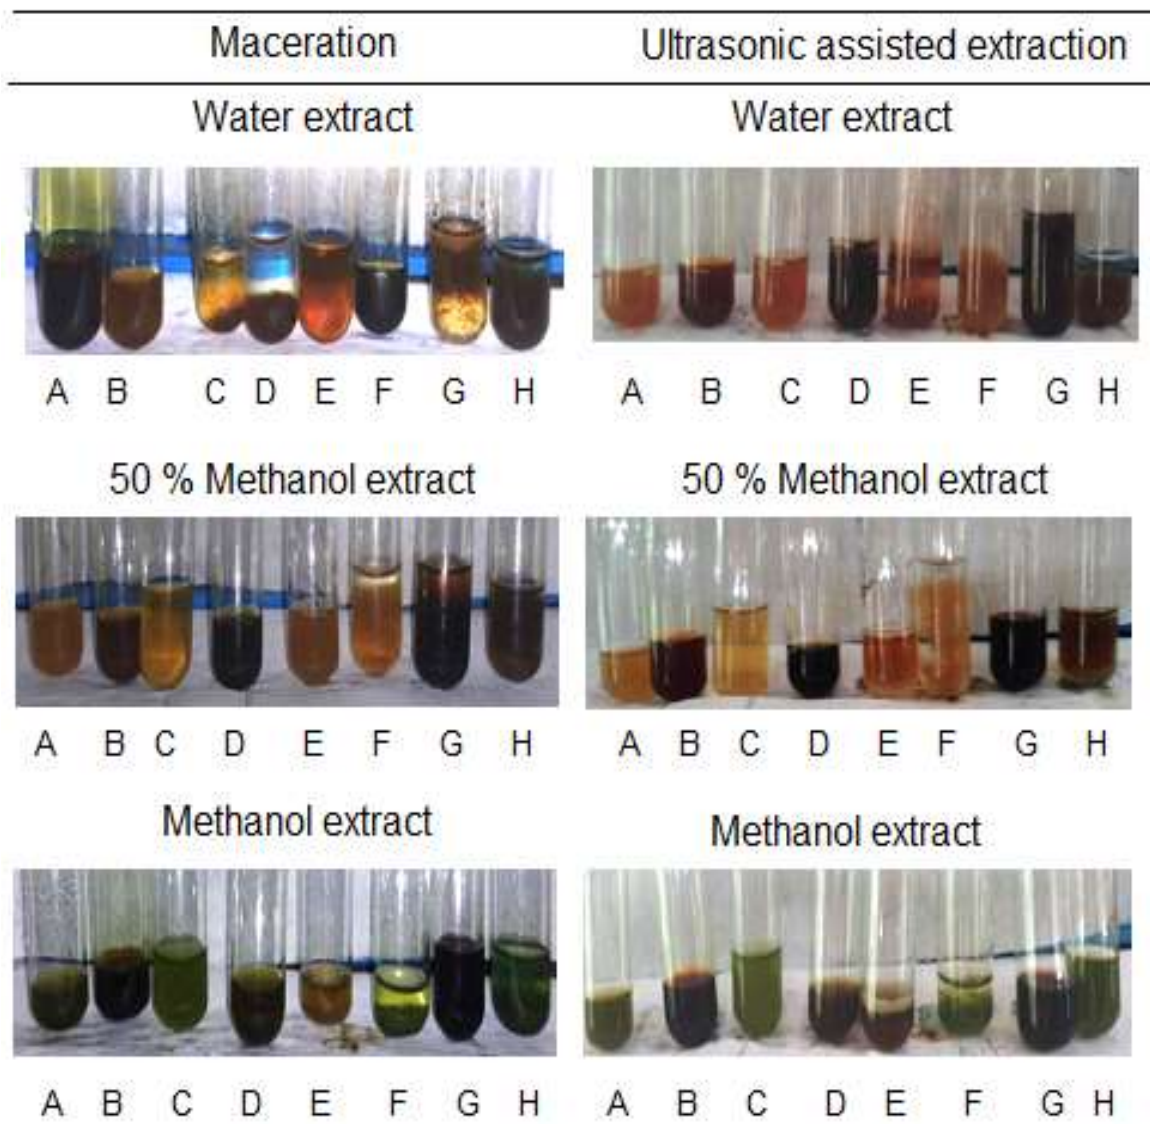 Maceration Ultrasonic assisted extraction
Water extract Water extract
A B C D E F G H A B C D E F G H
50 % Methanol extract 50 % Methanol extract
A B C D E F G H A B C D E F G H
Methanol extract Methanol extract
A B C D E F G H A B C D E F G H